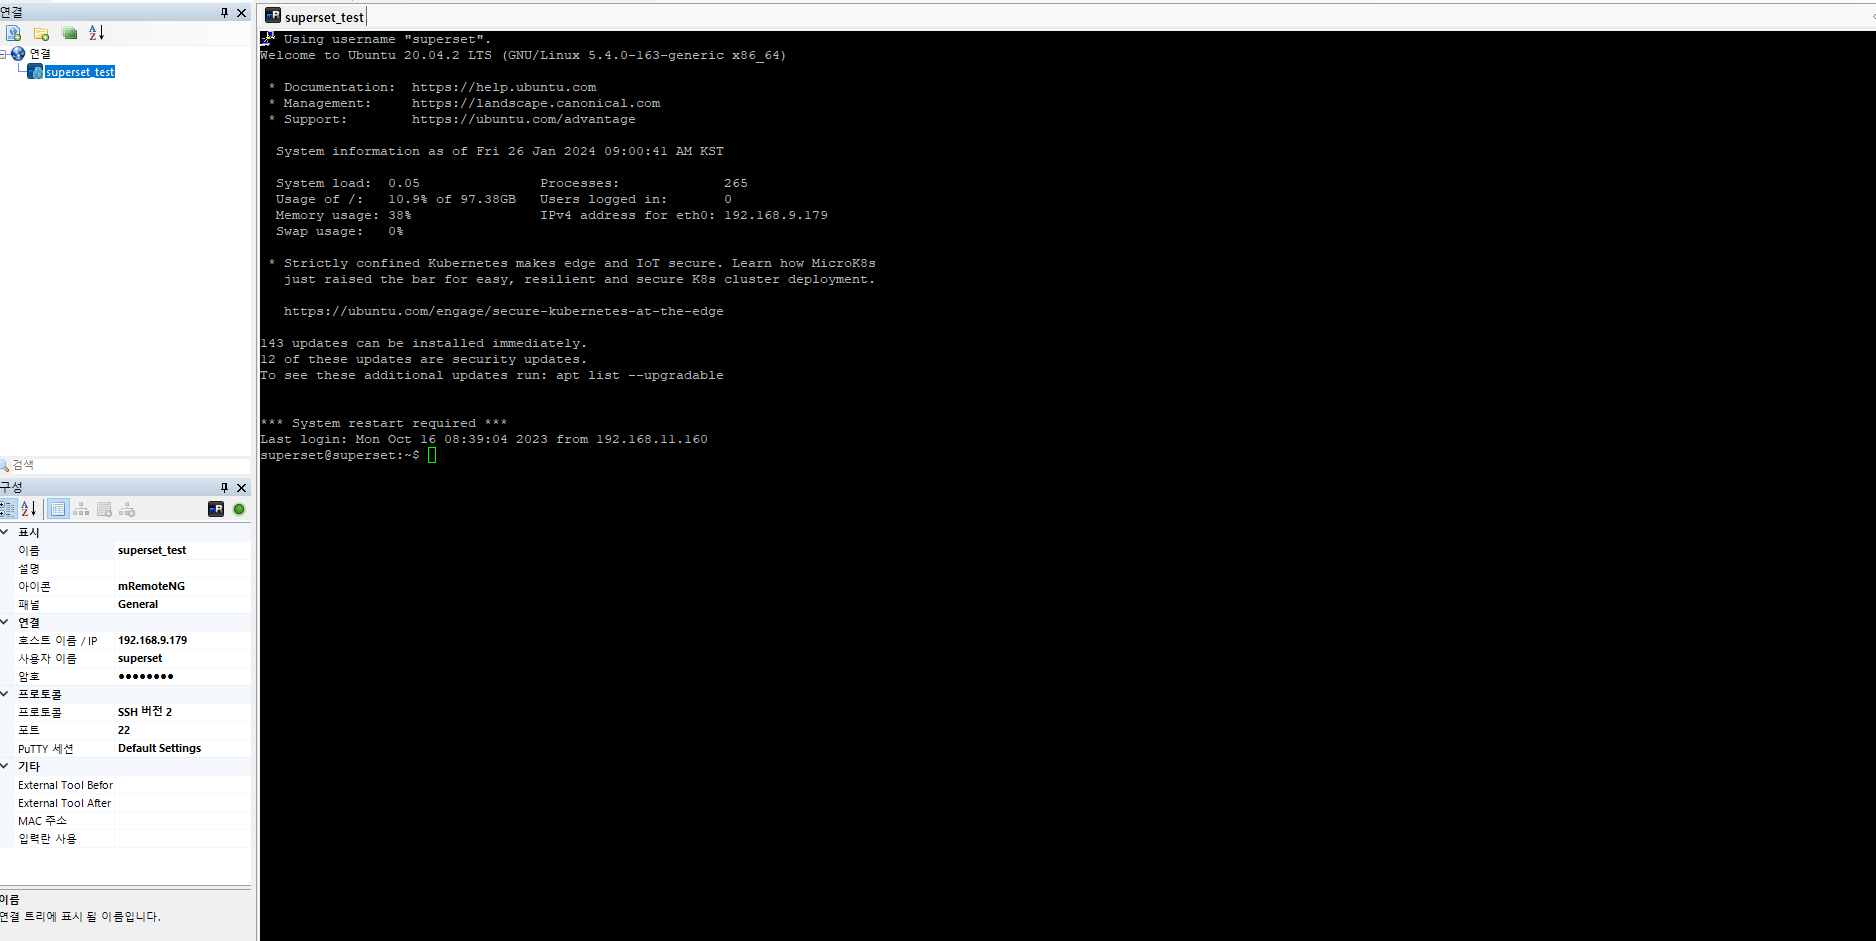 연결
연결
superset_test
검색
구성
표시
이름 superset_test
설명
아이콘 mRemoteNG
패널 General
연결
호스트 이름 / IP 192.168.9.179
사용자 이름 superset
암호 ●●●●●●●●
프로토콜
프로토콜 SSH 버전 2
포트 22
PuTTY 세션 Default Settings
기타
External Tool Befor
External Tool After
MAC 주소
입력란 사용
이름
연결 트리에 표시 될 이름입니다.
superset_test
Using username "superset".
Welcome to Ubuntu 20.04.2 LTS (GNU/Linux 5.4.0-163-generic x86_64)
* Documentation:  https://help.ubuntu.com
* Management:     https://landscape.canonical.com
* Support:        https://ubuntu.com/advantage
System information as of Fri 26 Jan 2024 09:00:41 AM KST
System load:  0.05               Processes:             265
Usage of /:   10.9% of 97.38GB   Users logged in:       0
Memory usage: 38%                IPv4 address for eth0: 192.168.9.179
Swap usage:   0%
* Strictly confined Kubernetes makes edge and IoT secure. Learn how MicroK8s
just raised the bar for easy, resilient and secure K8s cluster deployment.
https://ubuntu.com/engage/secure-kubernetes-at-the-edge
143 updates can be installed immediately.
12 of these updates are security updates.
To see these additional updates run: apt list --upgradable
*** System restart required ***
Last login: Mon Oct 16 08:39:04 2023 from 192.168.11.160
superset@superset:~$